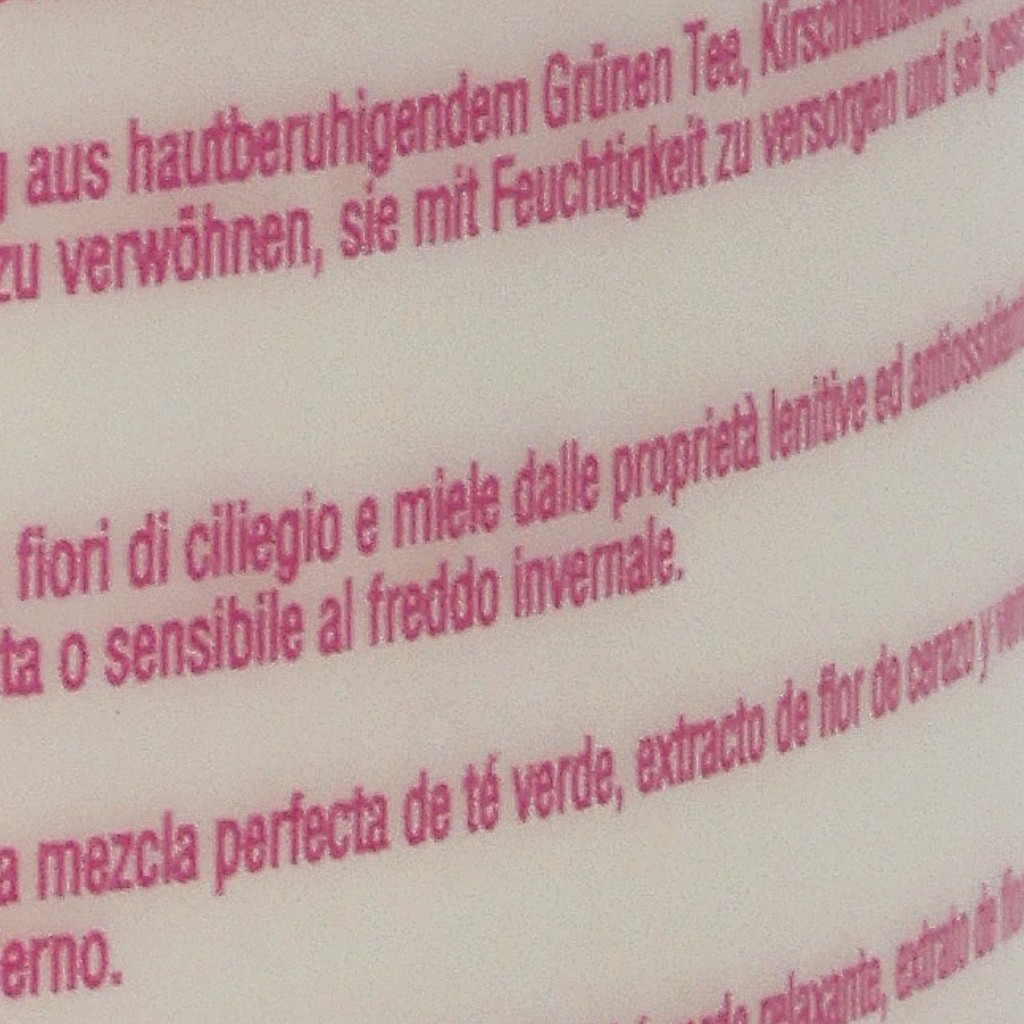 aus hautberuhigendem Grünen Tee,
zu verwöhnen, sie mit Feuchtigkeit zu versorgen und sie
fiori di ciliegio e miele dalle proprietà lenitive ed
ta o sensibile al freddo invernale.
a mezcla perfecta de té verde, extracto de flor de cerezo y
erno.
relaxante, extrato de